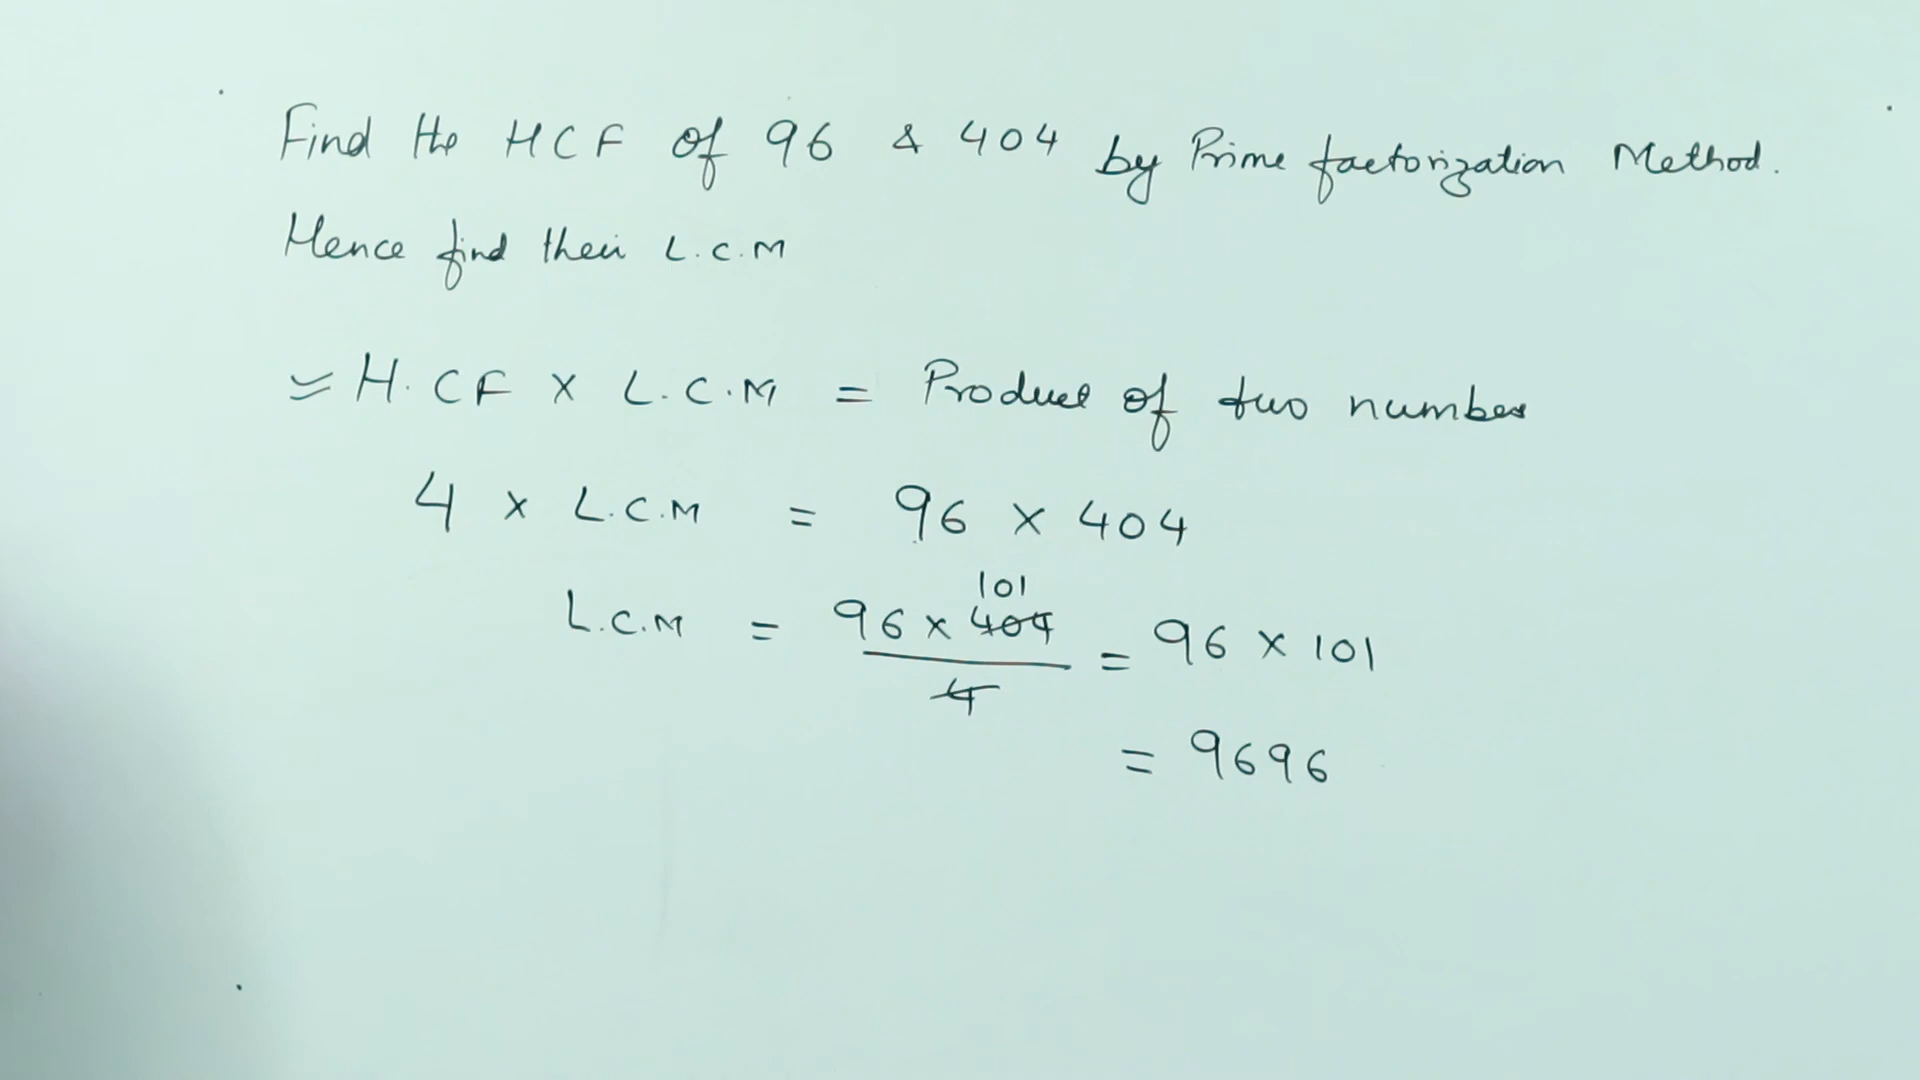 Find the HCF of 96 & 404 by Prime factorization Method.
Hence find their L.C.M
= H.CF × L.C.M = Product of two number
4 × L.C.M = 96 × 404
101
L.C.M = 96 × 404 = 96 × 101
4
= 9696